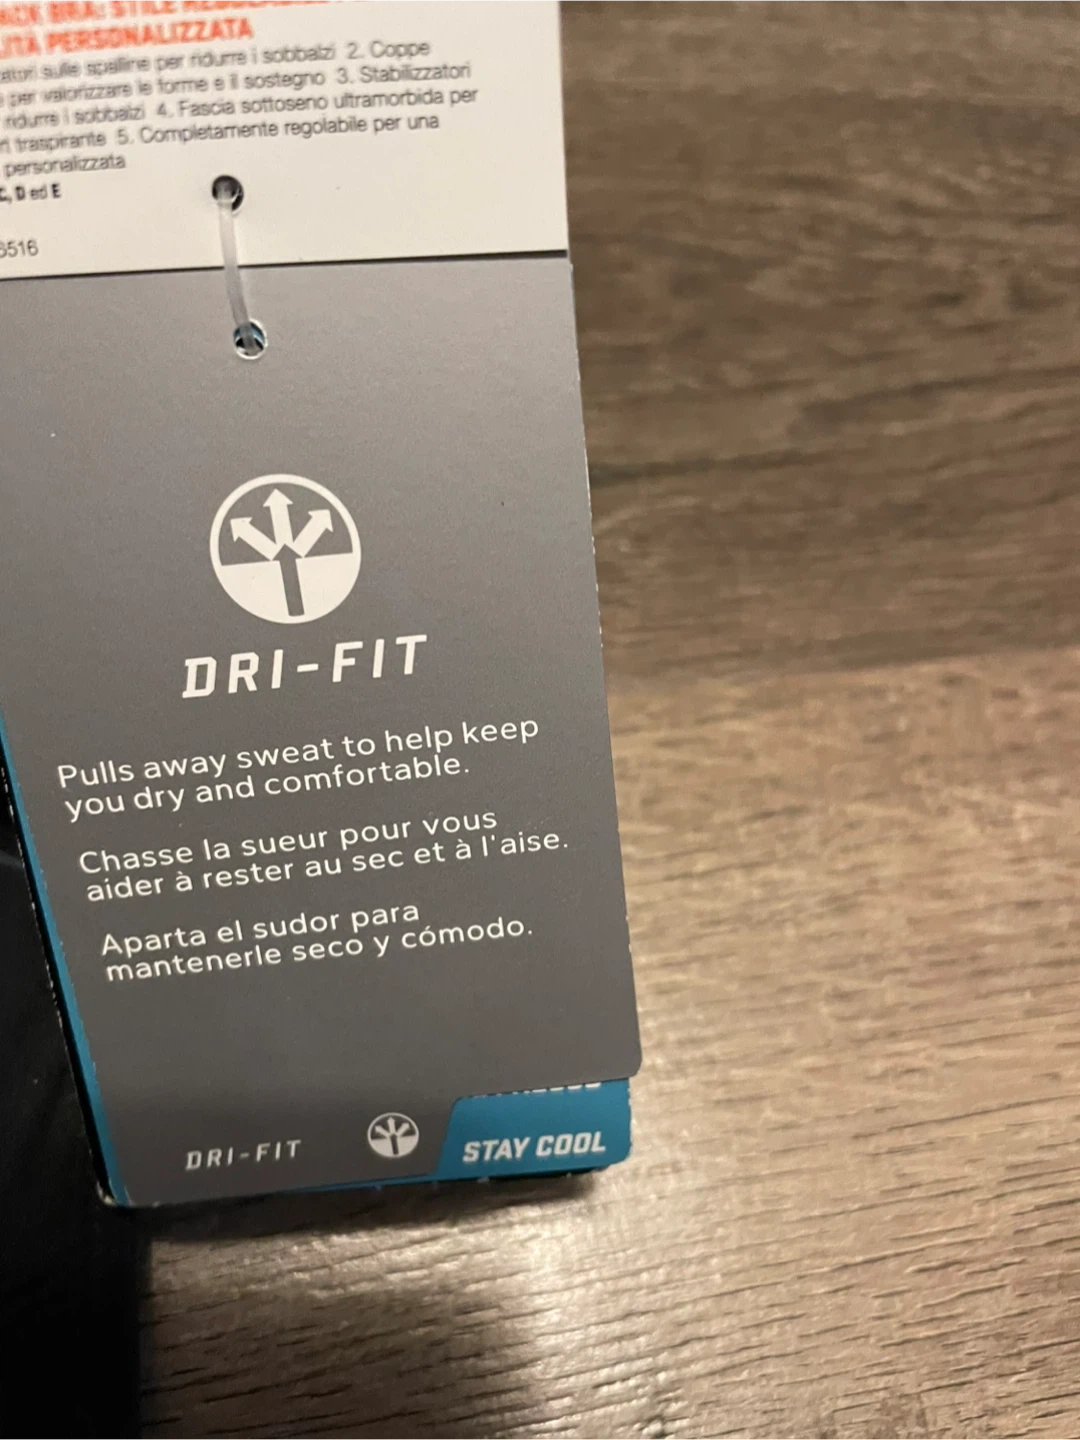 BRA: STILE
PERSONALIZZATA
sulle spalline per ridurre i sobbalzi 2. Coppe
per valorizzare le forme e il sostegno 3. Stabilizzatori
ridurre i sobbalzi 4. Fascia sottoseno ultramorbida per
traspirante 5. Completamente regolabile per una
personalizzata
C, D ed E
6516
DRI-FIT
Pulls away sweat to help keep
you dry and comfortable.
Chasse la sueur pour vous
aider à rester au sec et à l'aise.
Aparta el sudor para
mantenerle seco y cómodo.
DRI-FIT
STAY COOL